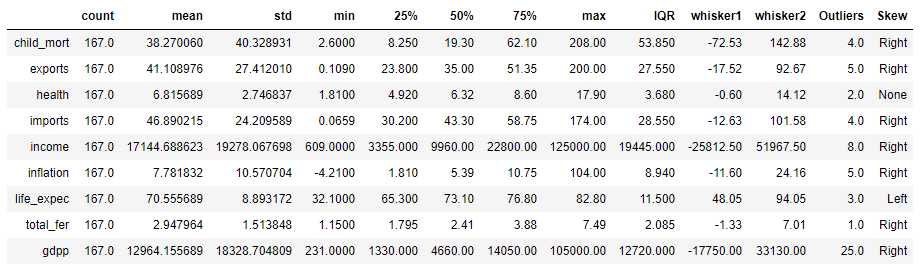 count mean std min 25% 50% 75% max IQR whisker1 whisker2 Outliers Skew
child_mort 167.0 38.270060 40.328931 2.6000 8.250 19.30 62.10 208.00 53.850 -72.53 142.88 4.0 Right
exports 167.0 41.108976 27.412010 0.1090 23.800 35.00 51.35 200.00 27.550 -17.52 92.67 5.0 Right
health 167.0 6.815689 2.746837 1.8100 4.920 6.32 8.60 17.90 3.680 -0.60 14.12 2.0 None
imports 167.0 46.890215 24.209589 0.0659 30.200 43.30 58.75 174.00 28.550 -12.63 101.58 4.0 Right
income 167.0 17144.688623 19278.067698 609.0000 3355.000 9960.00 22800.00 125000.00 19445.000 -25812.50 51967.50 8.0 Right
inflation 167.0 7.781832 10.570704 -4.2100 1.810 5.39 10.75 104.00 8.940 -11.60 24.16 5.0 Right
life_expec 167.0 70.555689 8.893172 32.1000 65.300 73.10 76.80 82.80 11.500 48.05 94.05 3.0 Left
total_fer 167.0 2.947964 1.513848 1.1500 1.795 2.41 3.88 7.49 2.085 -1.33 7.01 1.0 Right
gdpp 167.0 12964.155689 18328.704809 231.0000 1330.000 4660.00 14050.00 105000.00 12720.000 -17750.00 33130.00 25.0 Right